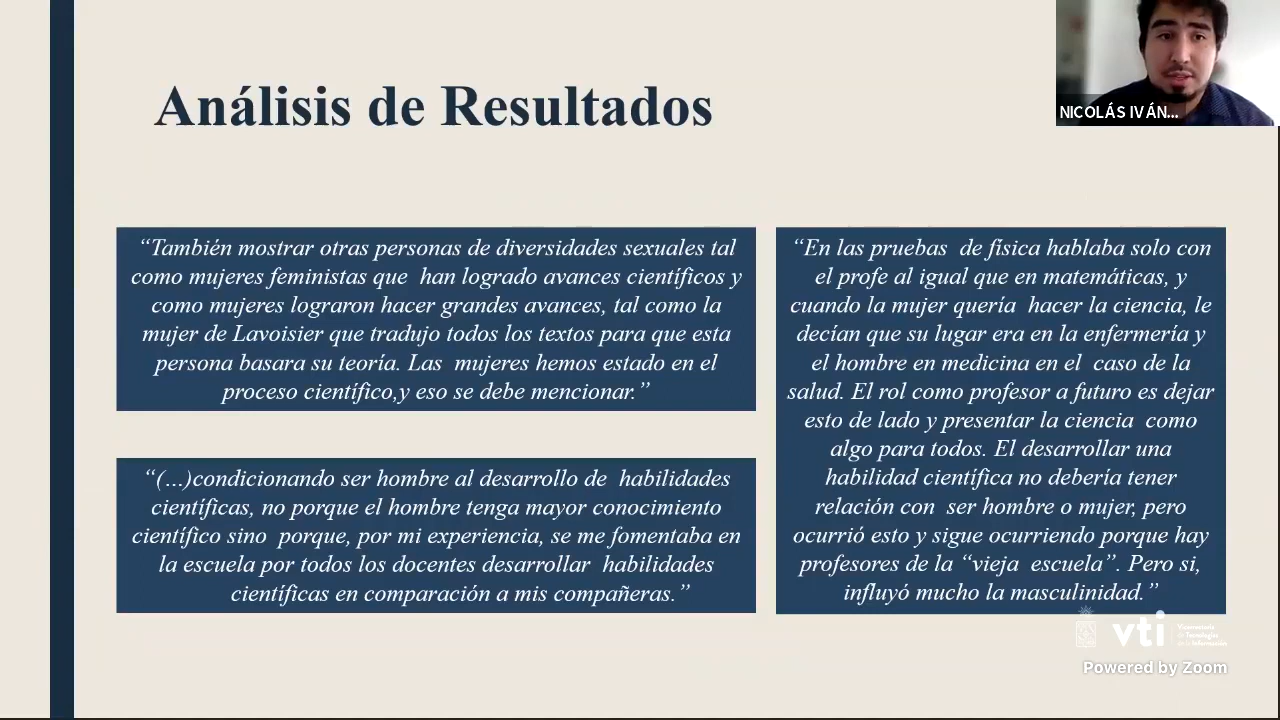 Análisis de Resultados
NICOLÁS IVÁN...
“También mostrar otras personas de diversidades sexuales tal
como mujeres feministas que han logrado avances científicos y
como mujeres lograron hacer grandes avances, tal como la
mujer de Lavoisier que tradujo todos los textos para que esta
persona basara su teoría. Las mujeres hemos estado en el
proceso científico,y eso se debe mencionar.”
“(...)condicionando ser hombre al desarrollo de habilidades
científicas, no porque el hombre tenga mayor conocimiento
científico sino porque, por mi experiencia, se me fomentaba en
la escuela por todos los docentes desarrollar habilidades
científicas en comparación a mis compañeras.”
“En las pruebas de física hablaba solo con
el profe al igual que en matemáticas, y
cuando la mujer quería hacer la ciencia, le
decían que su lugar era en la enfermería y
el hombre en medicina en el caso de la
salud. El rol como profesor a futuro es dejar
esto de lado y presentar la ciencia como
algo para todos. El desarrollar una
habilidad científica no debería tener
relación con ser hombre o mujer, pero
ocurrió esto y sigue ocurriendo porque hay
profesores de la “vieja escuela”. Pero si,
influyó mucho la masculinidad.”
vti
Vicerrectoría
de Tecnologías
de la Información
Powered by Zoom